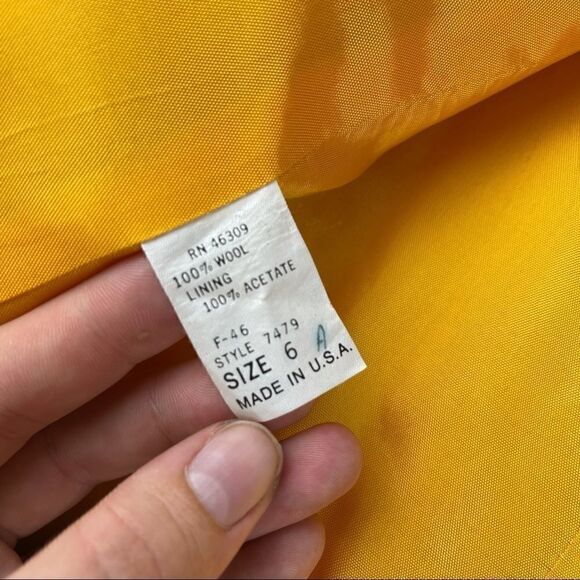 RN 46309
100% WOOL
LINING
100% ACETATE
F-46
STYLE 7479
SIZE 6 A
MADE IN U.S.A.